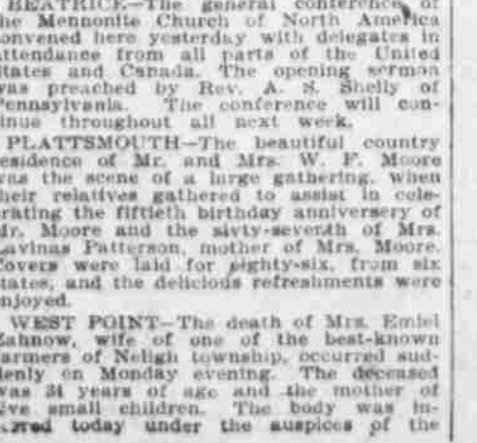 BEATRICE—The general conference of
the Mennonite Church of North America
convened here yesterday with delegates in
attendance from all parts of the United
States and Canada. The opening sermon
was preached by Rev. A. S. Shelly of
Pennsylvania. The conference will con-
tinue throughout all next week.
PLATTSMOUTH—The beautiful country
residence of Mr. and Mrs. W. F. Moore
was the scene of a large gathering, when
their relatives gathered to assist in cele-
brating the fiftieth birthday anniversery of
Mr. Moore and the sixty-seventh of Mrs.
Lavinas Patterson, mother of Mrs. Moore.
Covers were laid for eighty-six, from six
states, and the delicious refreshments were
enjoyed.
WEST POINT—The death of Mrs. Emiel
Zahnow, wife of one of the best-known
farmers of Neligh township, occurred sud-
denly on Monday evening. The deceased
was 34 years of age and the mother of
five small children. The body was in-
terred today under the auspices of the